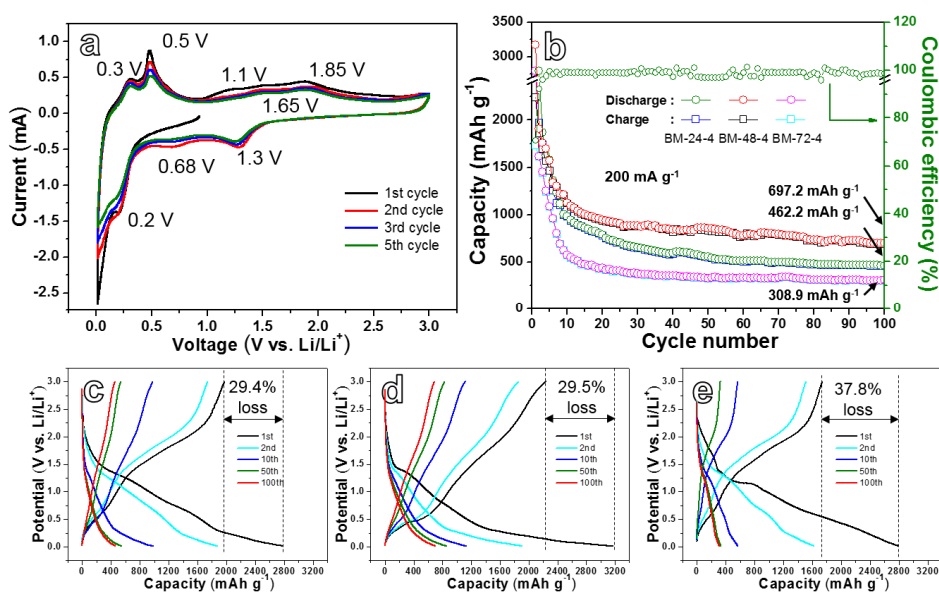 a
0.5 V
0.3 V
1.1 V
1.85 V
1.65 V
0.68 V
1.3 V
0.2 V
1st cycle
2nd cycle
3rd cycle
5th cycle
Current (mA)
1.0
0.5
0.0
-0.5
-1.0
-1.5
-2.0
-2.5
0.0 0.5 1.0 1.5 2.0 2.5 3.0
Voltage (V vs. Li/Li+)
b
Capacity (mAh g-1)
3500
3000
2000
1500
1000
500
0
Discharge :
Charge :
BM-24-4 BM-48-4 BM-72-4
200 mA g-1
697.2 mAh g-1
462.2 mAh g-1
308.9 mAh g-1
120
100
80
60
40
20
0
Coulombic efficiency (%)
0 10 20 30 40 50 60 70 80 90 100
Cycle number
c
29.4%
loss
1st
2nd
10th
50th
100th
Potential (V vs. Li/Li+)
3.0
2.5
2.0
1.5
1.0
0.5
0.0
0 400 800 1200 1600 2000 2400 2800 3200
Capacity (mAh g-1)
d
29.5%
loss
1st
2nd
10th
50th
100th
Potential (V vs. Li/Li+)
3.0
2.5
2.0
1.5
1.0
0.5
0.0
0 400 800 1200 1600 2000 2400 2800 3200
Capacity (mAh g-1)
e
37.8%
loss
1st
2nd
10th
50th
100th
Potential (V vs. Li/Li+)
3.0
2.5
2.0
1.5
1.0
0.5
0.0
0 400 800 1200 1600 2000 2400 2800 3200
Capacity (mAh g-1)